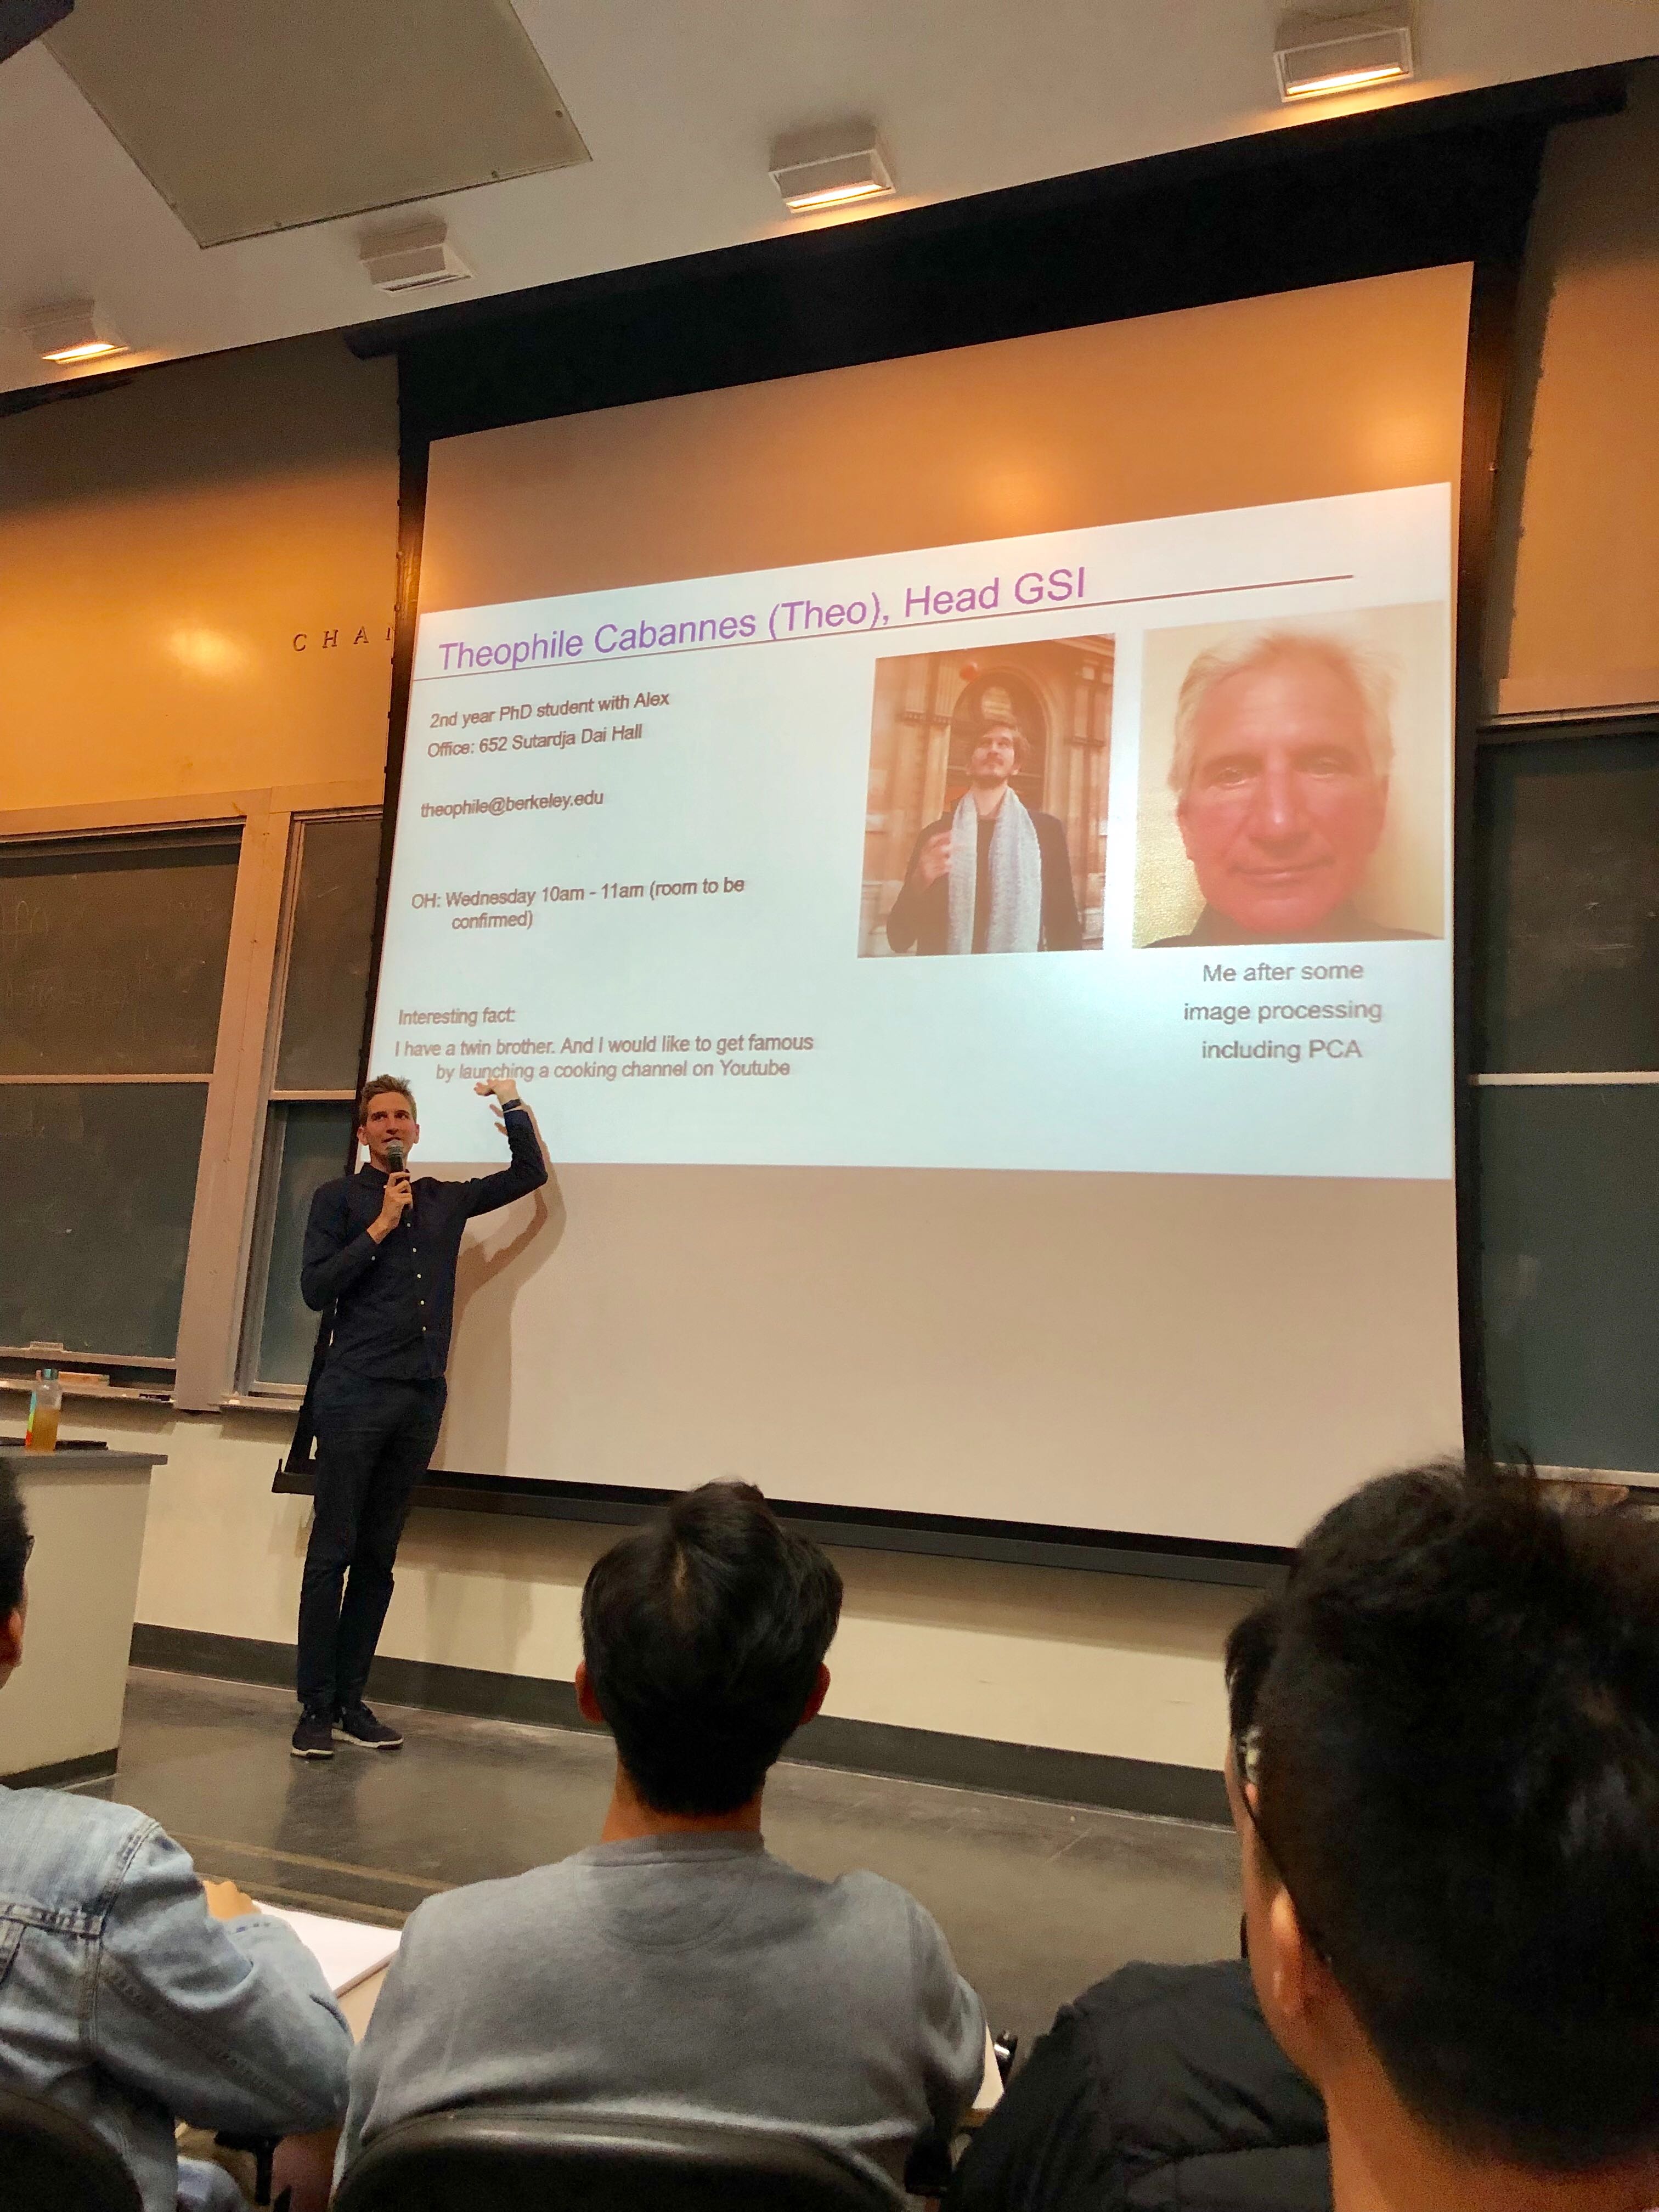 CHA
Theophile Cabannes (Theo), Head GSI
2nd year PhD student with Alex
Office: 652 Sutardja Dai Hall
theophile@berkeley.edu
OH: Wednesday 10am - 11am (room to be
confirmed)
Interesting fact:
I have a twin brother. And I would like to get famous
by launching a cooking channel on Youtube
Me after some
image processing
including PCA